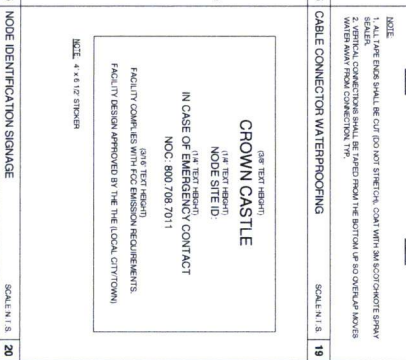 NOTE
1. ALL TAPE ENDS SHALL BE CUT (DO NOT STRETCH), COAT WITH 3M SCOTCHKOTE SPRAY
SEALER.
2. VERTICAL CONNECTIONS SHALL BE TAPED FROM THE BOTTOM UP SO OVERLAP MOVES
WATER AWAY FROM CONNECTION, TYP.
CABLE CONNECTOR WATERPROOFING
SCALE N.T.S.
19
(3/8" TEXT HEIGHT)
CROWN CASTLE
(1/4" TEXT HEIGHT)
NODE SITE ID:
(1/4" TEXT HEIGHT)
IN CASE OF EMERGENCY CONTACT
NOC: 800.708.7011
(3/16" TEXT HEIGHT)
FACILITY COMPLIES WITH FCC EMISSION REQUIREMENTS.
FACILITY DESIGN APPROVED BY THE THE (LOCAL CITY/TOWN)
NOTE: 4" x 6 1/2" STICKER
NODE IDENTIFICATION SIGNAGE
SCALE N.T.S.
20